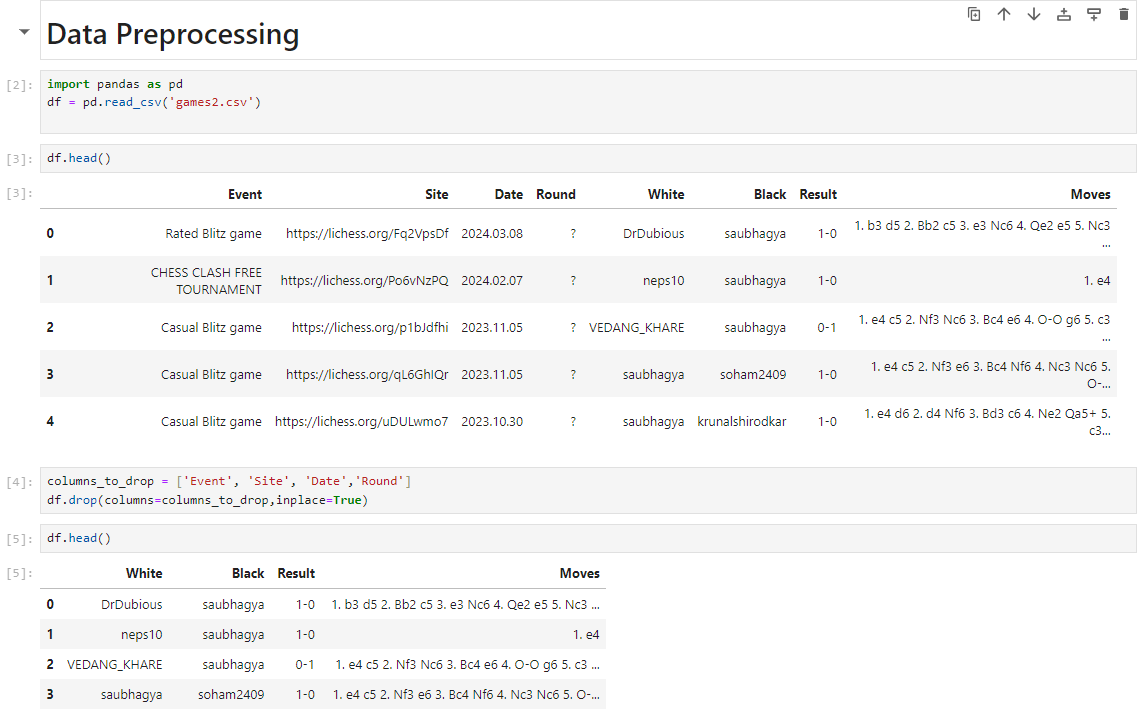 Data Preprocessing
[2]: import pandas as pd
df = pd.read_csv('games2.csv')
[3]: df.head()
[3]: Event Site Date Round White Black Result Moves
0 Rated Blitz game https://lichess.org/Fq2VpsDf 2024.03.08 ? DrDubious saubhagya 1-0 1. b3 d5 2. Bb2 c5 3. e3 Nc6 4. Qe2 e5 5. Nc3
...
1 CHESS CLASH FREE
TOURNAMENT https://lichess.org/Po6vNzPQ 2024.02.07 ? neps10 saubhagya 1-0 1. e4
2 Casual Blitz game https://lichess.org/p1bJdfhi 2023.11.05 ? VEDANG_KHARE saubhagya 0-1 1. e4 c5 2. Nf3 Nc6 3. Bc4 e6 4. O-O g6 5. c3
...
3 Casual Blitz game https://lichess.org/qL6GhIQr 2023.11.05 ? saubhagya soham2409 1-0 1. e4 c5 2. Nf3 e6 3. Bc4 Nf6 4. Nc3 Nc6 5.
O-...
4 Casual Blitz game https://lichess.org/uDULwmo7 2023.10.30 ? saubhagya krunalshirodkar 1-0 1. e4 d6 2. d4 Nf6 3. Bd3 c6 4. Ne2 Qa5+ 5.
c3...
[4]: columns_to_drop = ['Event', 'Site', 'Date','Round']
df.drop(columns=columns_to_drop,inplace=True)
[5]: df.head()
[5]: White Black Result Moves
0 DrDubious saubhagya 1-0 1. b3 d5 2. Bb2 c5 3. e3 Nc6 4. Qe2 e5 5. Nc3 ...
1 neps10 saubhagya 1-0 1. e4
2 VEDANG_KHARE saubhagya 0-1 1. e4 c5 2. Nf3 Nc6 3. Bc4 e6 4. O-O g6 5. c3 ...
3 saubhagya soham2409 1-0 1. e4 c5 2. Nf3 e6 3. Bc4 Nf6 4. Nc3 Nc6 5. O-...